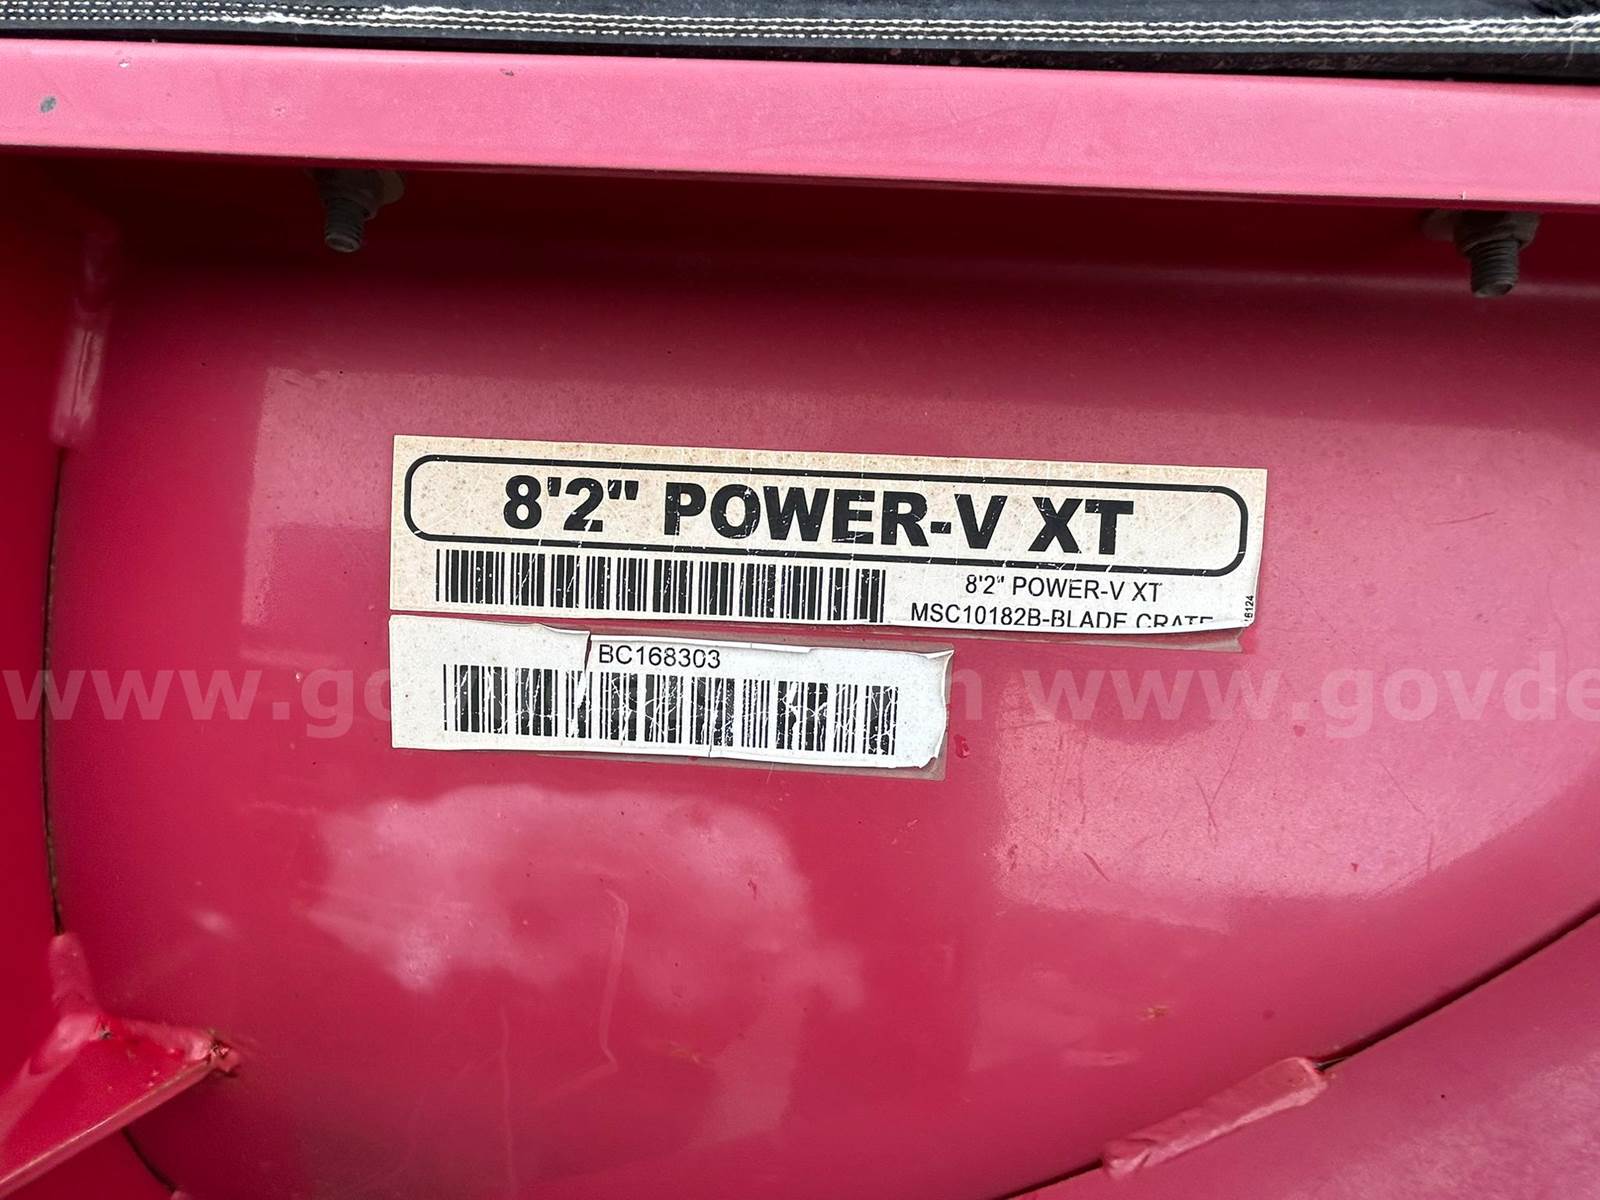 8'2" POWER-V XT
8'2" POWER-V XT
MSC10182B-BLADE CRATE
BC168303
www.go n www.govde